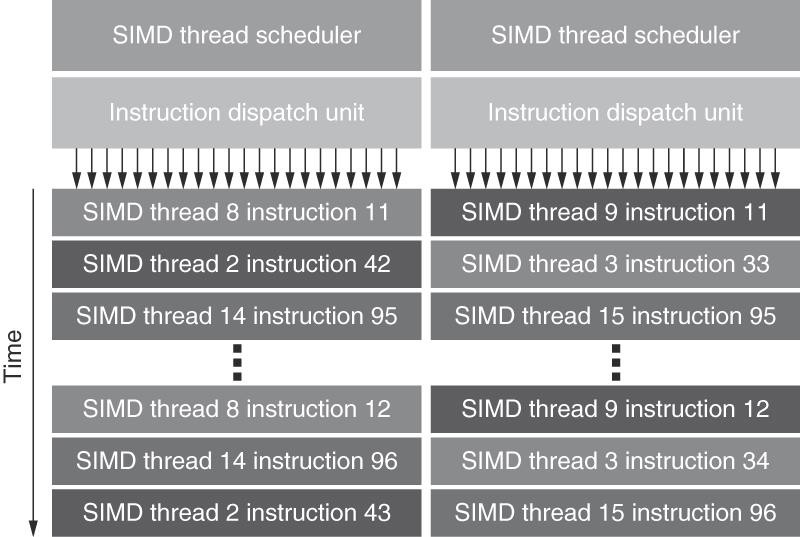 SIMD thread scheduler
SIMD thread scheduler
Instruction dispatch unit
Instruction dispatch unit
SIMD thread 8 instruction 11
SIMD thread 9 instruction 11
SIMD thread 2 instruction 42
SIMD thread 3 instruction 33
SIMD thread 14 instruction 95
SIMD thread 15 instruction 95
Time
SIMD thread 8 instruction 12
SIMD thread 9 instruction 12
SIMD thread 14 instruction 96
SIMD thread 3 instruction 34
SIMD thread 2 instruction 43
SIMD thread 15 instruction 96